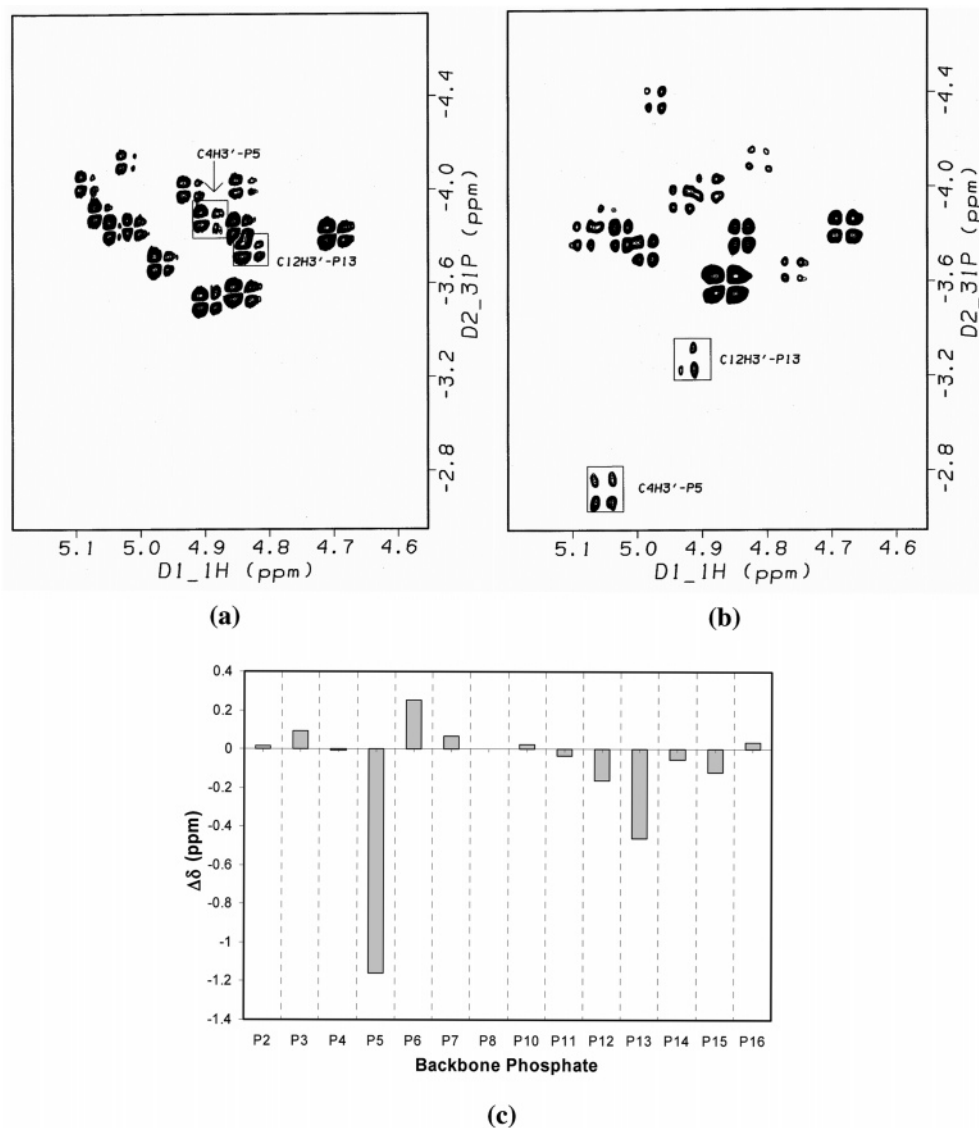 -4.4
-4.0
-3.6
-3.2
-2.8
D2_31P (ppm)
C4H3'-P5
C12H3'-P13
5.1 5.0 4.9 4.8 4.7 4.6
D1_1H (ppm)
(a)
-4.4
-4.0
-3.6
-3.2
-2.8
D2_31P (ppm)
C12H3'-P13
C4H3'-P5
5.1 5.0 4.9 4.8 4.7 4.6
D1_1H (ppm)
(b)
0.4
0.2
0
-0.2
-0.4
-0.6
-0.8
-1
-1.2
-1.4
Δδ (ppm)
P2 P3 P4 P5 P6 P7 P8 P10 P11 P12 P13 P14 P15 P16
Backbone Phosphate
(c)